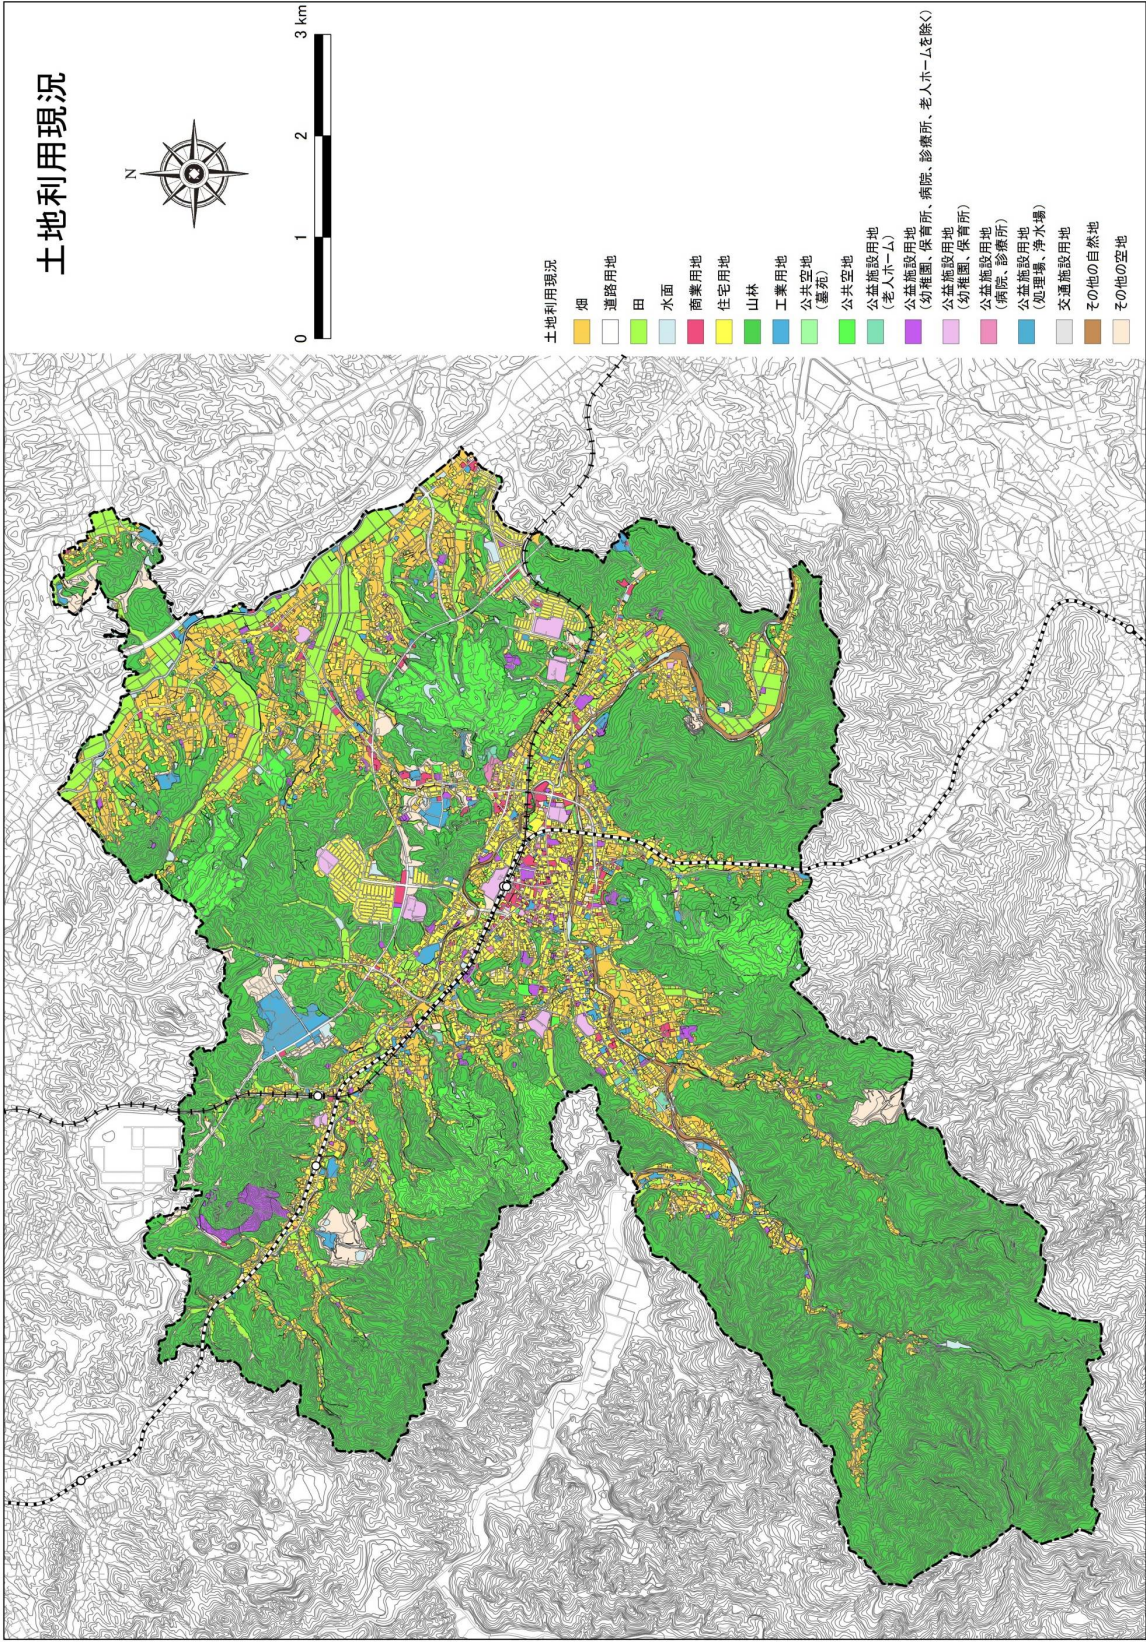 土地利用現況
N
0 1 2 3 km
土地利用現況
畑
道路用地
田
水面
商業用地
住宅用地
山林
工業用地
公共空地
(墓苑)
公共空地
公益施設用地
(老人ホーム)
公益施設用地
(幼稚園、保育所、病院、診療所、老人ホームを除く)
公益施設用地
(幼稚園、保育所)
公益施設用地
(病院、診療所)
公益施設用地
(処理場、浄水場)
交通施設用地
その他の自然地
その他の空地